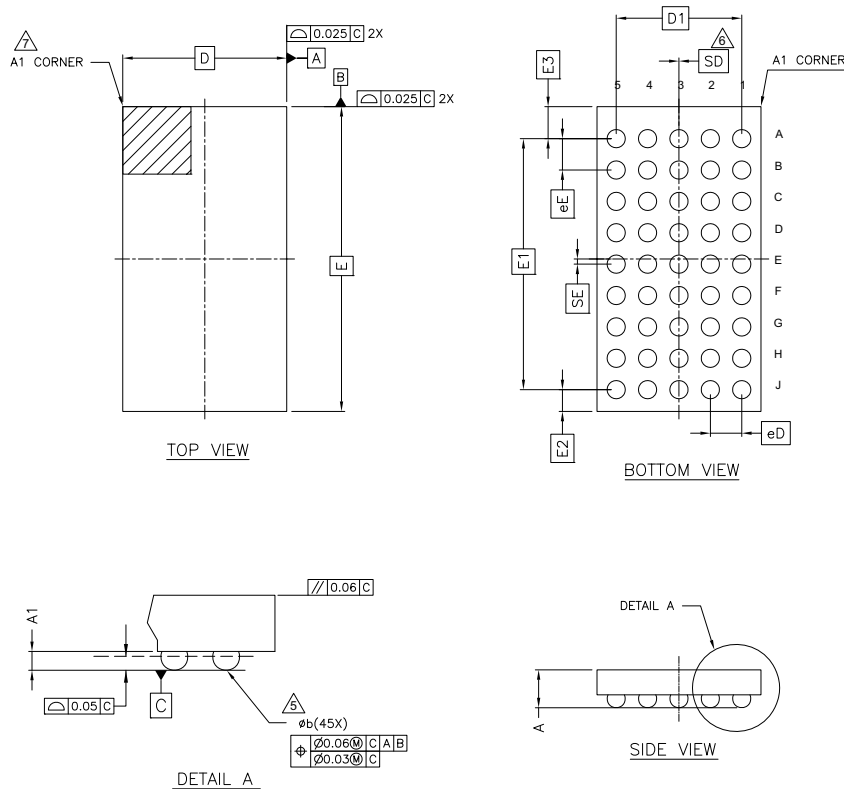 7
A1 CORNER
D
⌓ 0.025 C 2X
A
B
⌓ 0.025 C 2X
E
TOP VIEW
D1
6
SD
E3
A1 CORNER
5 4 3 2 1
A
B
C
D
E
F
G
H
J
eE
E1
SE
E2
eD
BOTTOM VIEW
// 0.06 C
A1
⌓ 0.05 C
C
5
øb(45X)
⌖ Ø0.06Ⓜ C A B
Ø0.03Ⓜ C
DETAIL A
DETAIL A
A
SIDE VIEW